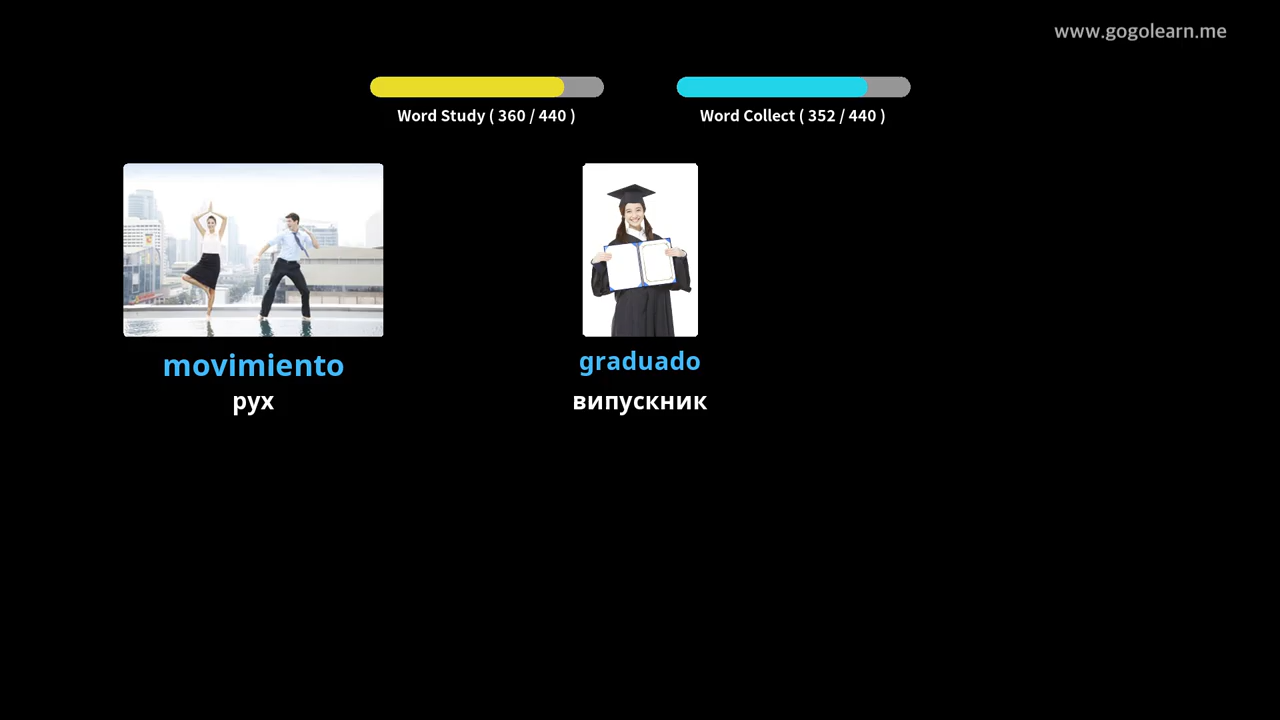 www.gogolearn.me
Word Study ( 360 / 440 )
Word Collect ( 352 / 440 )
movimiento
рух
graduado
випускник